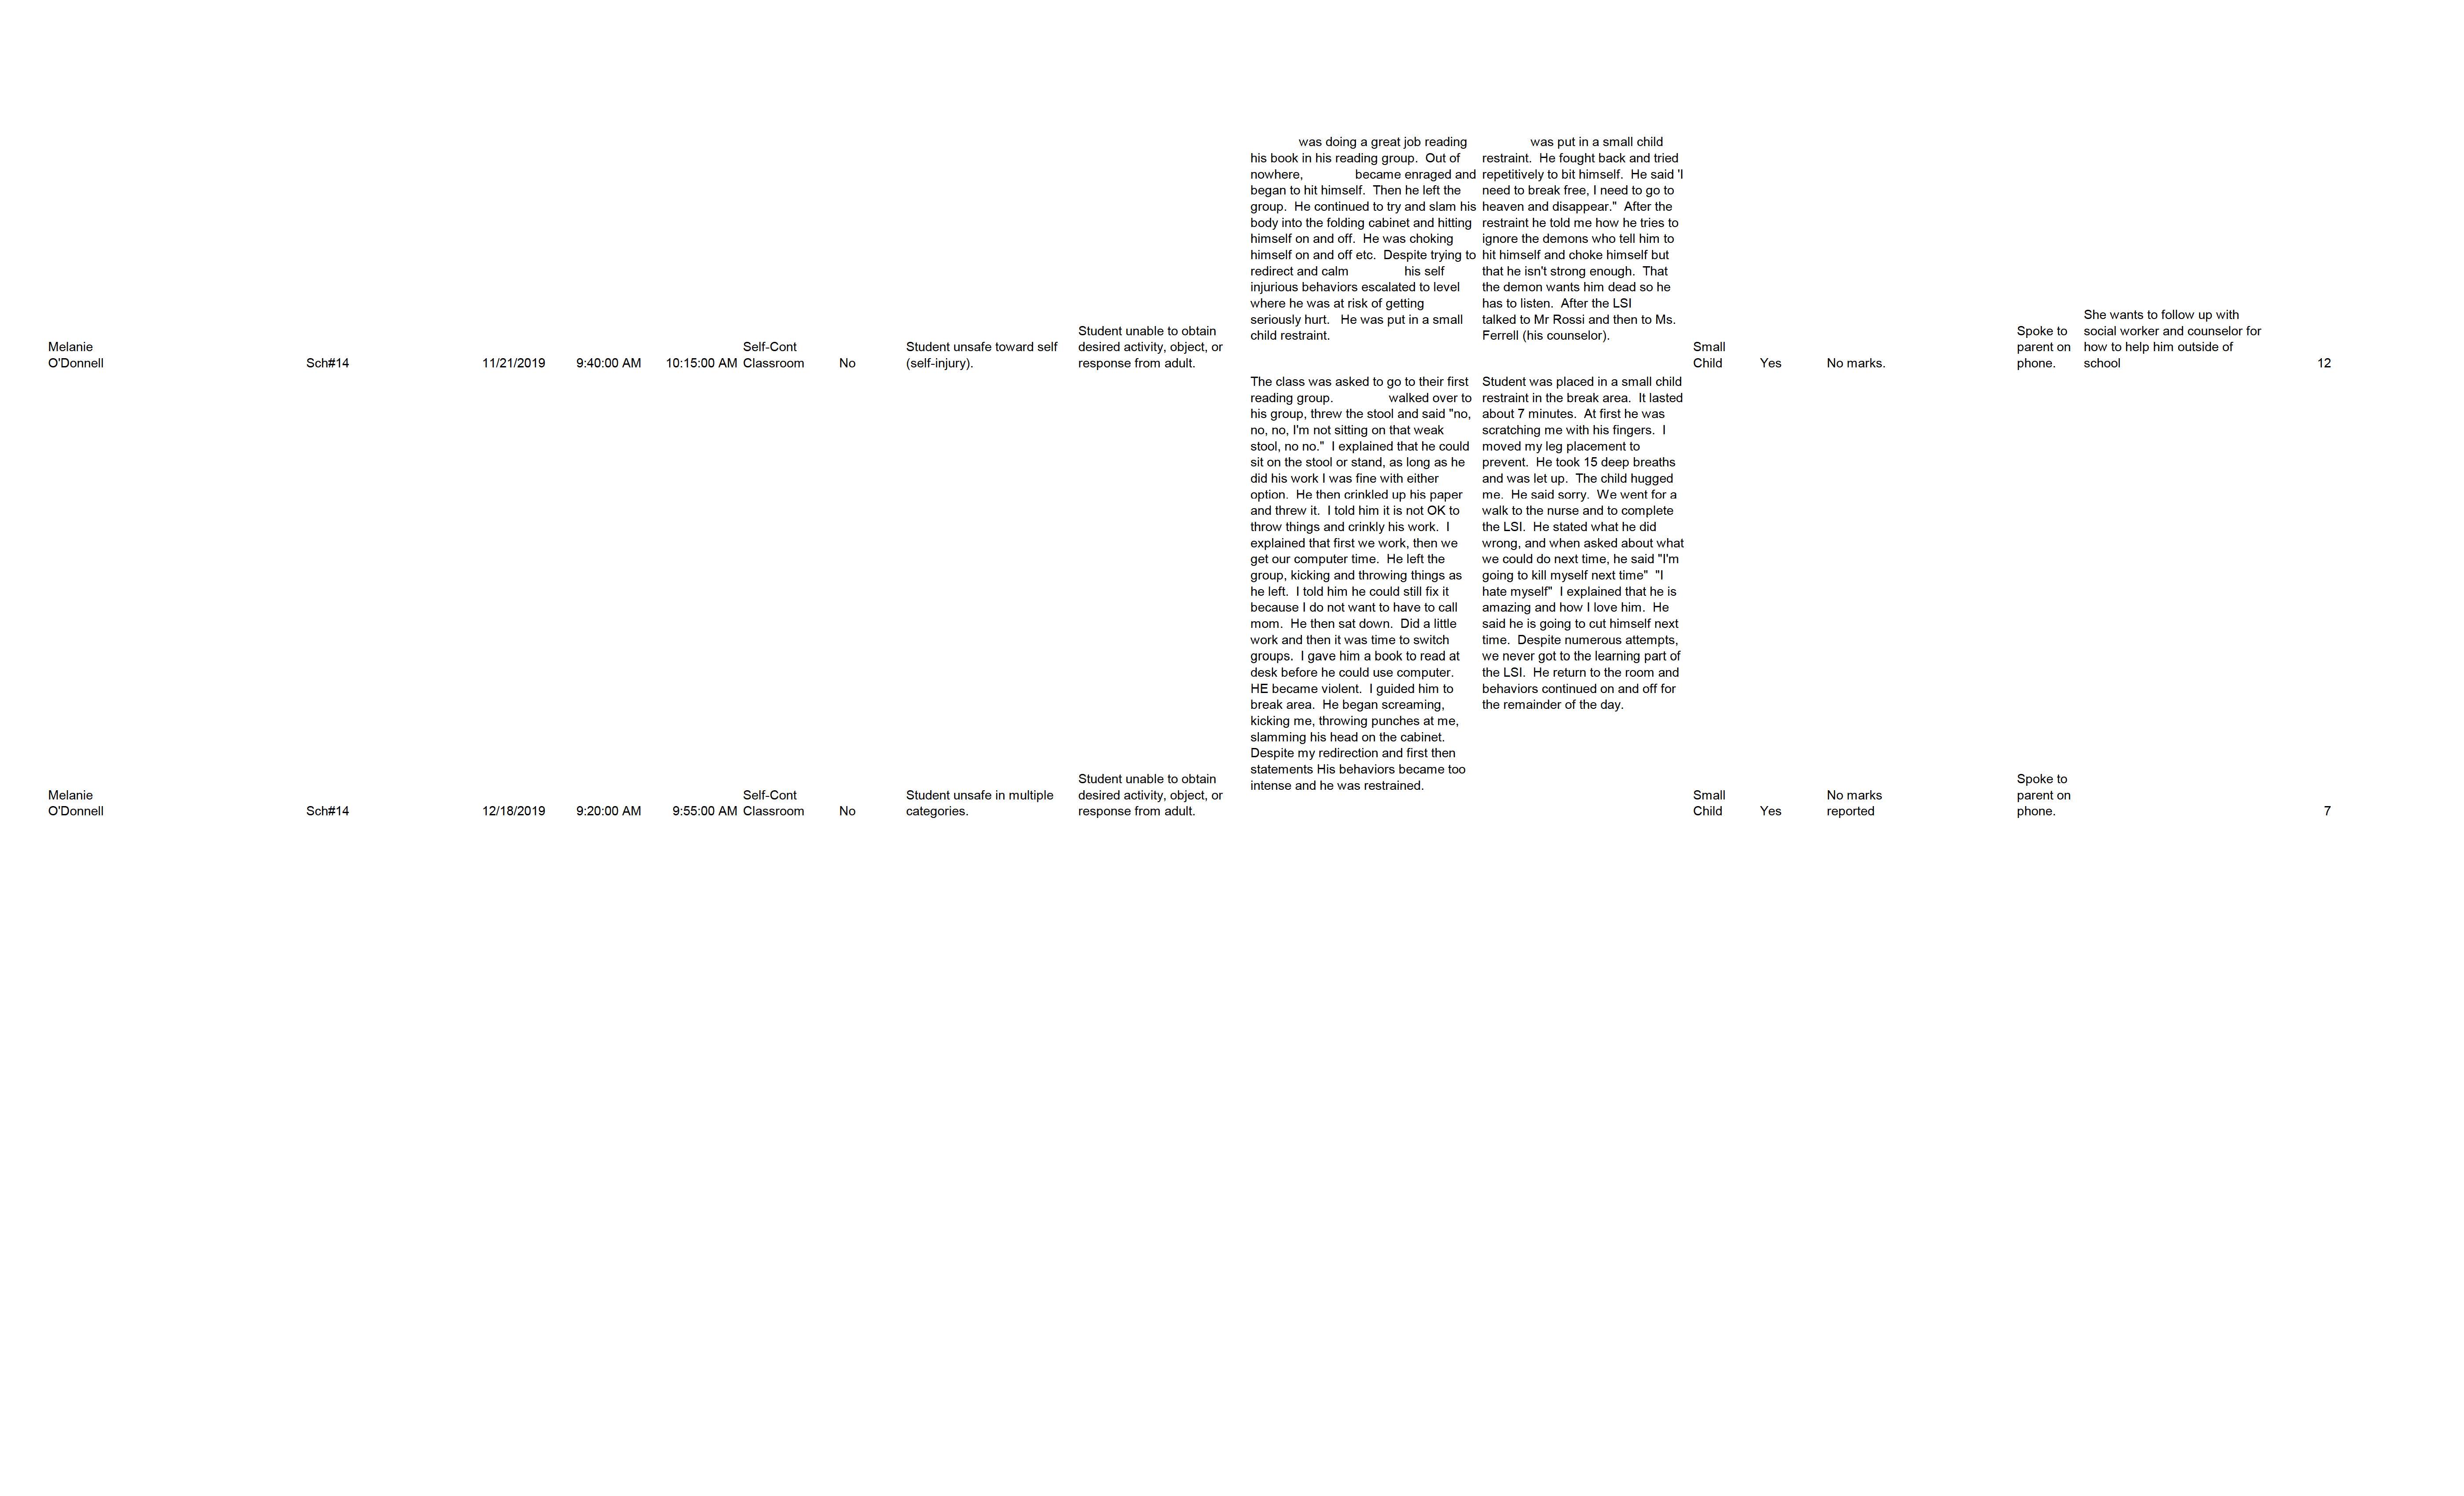 was doing a great job reading
his book in his reading group.  Out of
nowhere,               became enraged and
began to hit himself.  Then he left the
group.  He continued to try and slam his
body into the folding cabinet and hitting
himself on and off.  He was choking
himself on and off etc.  Despite trying to
redirect and calm                his self
injurious behaviors escalated to level
where he was at risk of getting
seriously hurt.   He was put in a small
child restraint.
was put in a small child
restraint.  He fought back and tried
repetitively to bit himself.  He said 'I
need to break free, I need to go to
heaven and disappear."  After the
restraint he told me how he tries to
ignore the demons who tell him to
hit himself and choke himself but
that he isn't strong enough.  That
the demon wants him dead so he
has to listen.  After the LSI
talked to Mr Rossi and then to Ms.
Ferrell (his counselor).
Melanie
O'Donnell
Sch#14
11/21/2019
9:40:00 AM
10:15:00 AM
Self-Cont
Classroom
No
Student unsafe toward self
(self-injury).
Student unable to obtain
desired activity, object, or
response from adult.
Small
Child
Yes
No marks.
Spoke to
parent on
phone.
She wants to follow up with
social worker and counselor for
how to help him outside of
school
12
The class was asked to go to their first
reading group.                walked over to
his group, threw the stool and said "no,
no, no, I'm not sitting on that weak
stool, no no."  I explained that he could
sit on the stool or stand, as long as he
did his work I was fine with either
option.  He then crinkled up his paper
and threw it.  I told him it is not OK to
throw things and crinkly his work.  I
explained that first we work, then we
get our computer time.  He left the
group, kicking and throwing things as
he left.  I told him he could still fix it
because I do not want to have to call
mom.  He then sat down.  Did a little
work and then it was time to switch
groups.  I gave him a book to read at
desk before he could use computer.
HE became violent.  I guided him to
break area.  He began screaming,
kicking me, throwing punches at me,
slamming his head on the cabinet.
Despite my redirection and first then
statements His behaviors became too
intense and he was restrained.
Student was placed in a small child
restraint in the break area.  It lasted
about 7 minutes.  At first he was
scratching me with his fingers.  I
moved my leg placement to
prevent.  He took 15 deep breaths
and was let up.  The child hugged
me.  He said sorry.  We went for a
walk to the nurse and to complete
the LSI.  He stated what he did
wrong, and when asked about what
we could do next time, he said "I'm
going to kill myself next time"  "I
hate myself"  I explained that he is
amazing and how I love him.  He
said he is going to cut himself next
time.  Despite numerous attempts,
we never got to the learning part of
the LSI.  He return to the room and
behaviors continued on and off for
the remainder of the day.
Melanie
O'Donnell
Sch#14
12/18/2019
9:20:00 AM
9:55:00 AM
Self-Cont
Classroom
No
Student unsafe in multiple
categories.
Student unable to obtain
desired activity, object, or
response from adult.
Small
Child
Yes
No marks
reported
Spoke to
parent on
phone.
7